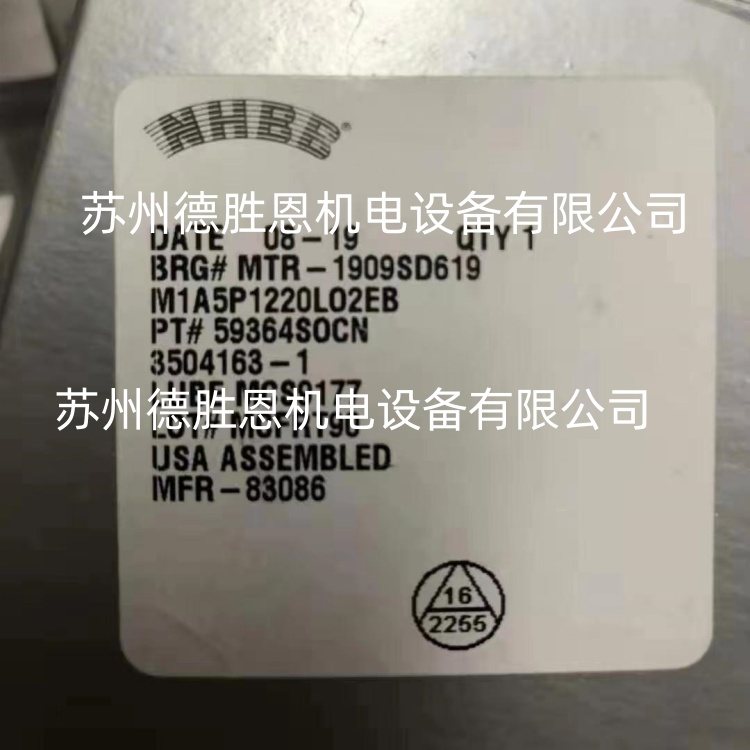 NHBB®
苏州德胜恩机电设备有限公司
DATE 08-19 QTY 1
BRG# MTR-1909SD619
M1A5P1220LO2EB
PT# 59364SOCN
3504163-1
苏州德胜恩机电设备有限公司
LOT#
USA ASSEMBLED
MFR-83086
16
2255